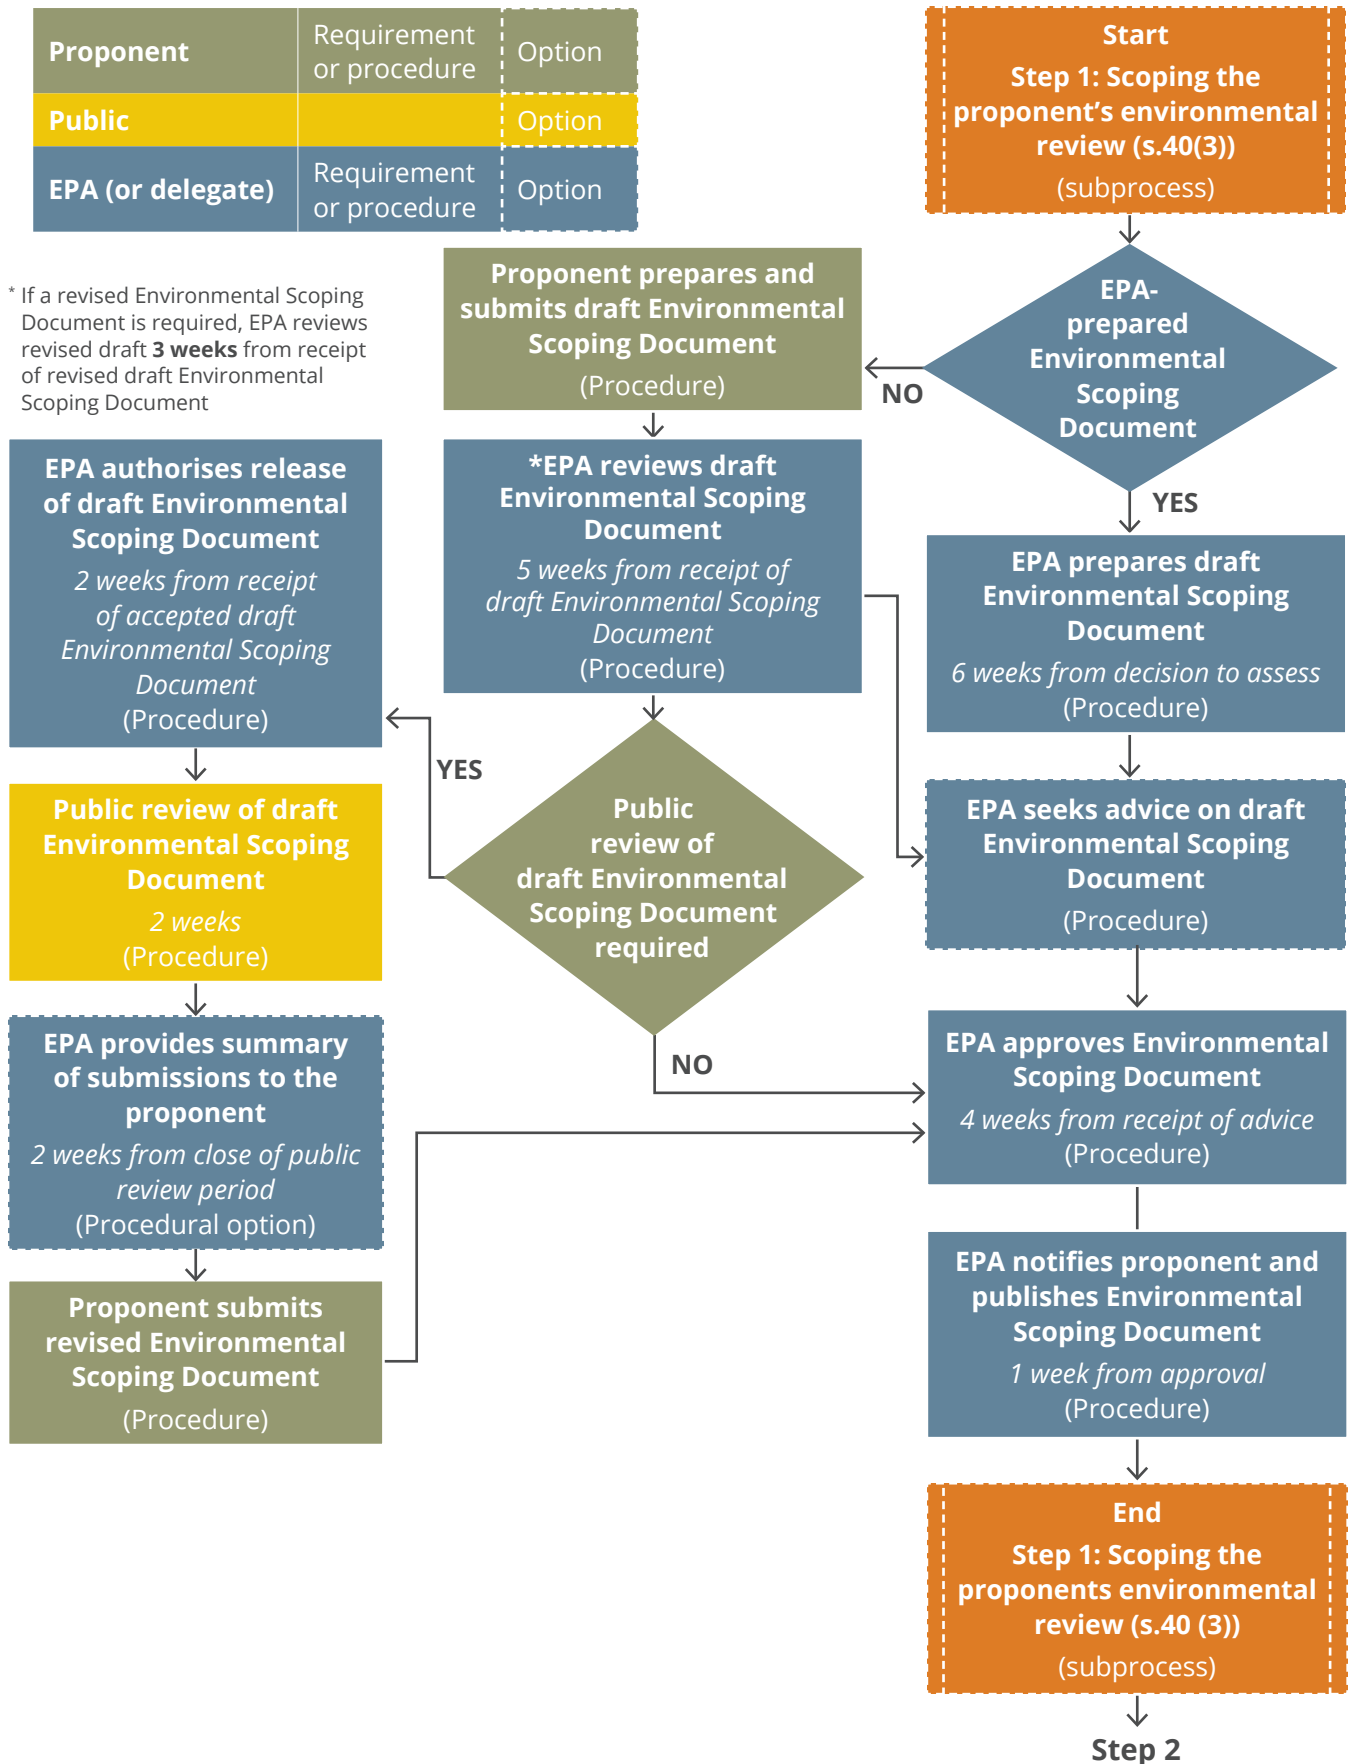 Proponent
Requirement
or procedure
Option
Public
Option
EPA (or delegate)
Requirement
or procedure
Option
Start
Step 1: Scoping the
proponent's environmental
review (s.40(3))
(subprocess)
* If a revised Environmental Scoping
Document is required, EPA reviews
revised draft 3 weeks from receipt
of revised draft Environmental
Scoping Document
Proponent prepares and
submits draft Environmental
Scoping Document
(Procedure)
NO
EPA-
prepared
Environmental
Scoping
Document
YES
EPA authorises release
of draft Environmental
Scoping Document
2 weeks from receipt
of accepted draft
Environmental Scoping
Document
(Procedure)
*EPA reviews draft
Environmental Scoping
Document
5 weeks from receipt of
draft Environmental Scoping
Document
(Procedure)
EPA prepares draft
Environmental Scoping
Document
6 weeks from decision to assess
(Procedure)
YES
Public review of draft
Environmental Scoping
Document
2 weeks
(Procedure)
Public
review of
draft Environmental
Scoping Document
required
NO
EPA seeks advice on draft
Environmental Scoping
Document
(Procedure)
EPA provides summary
of submissions to the
proponent
2 weeks from close of public
review period
(Procedural option)
EPA approves Environmental
Scoping Document
4 weeks from receipt of advice
(Procedure)
Proponent submits
revised Environmental
Scoping Document
(Procedure)
EPA notifies proponent and
publishes Environmental
Scoping Document
1 week from approval
(Procedure)
End
Step 1: Scoping the
proponents environmental
review (s.40 (3))
(subprocess)
Step 2